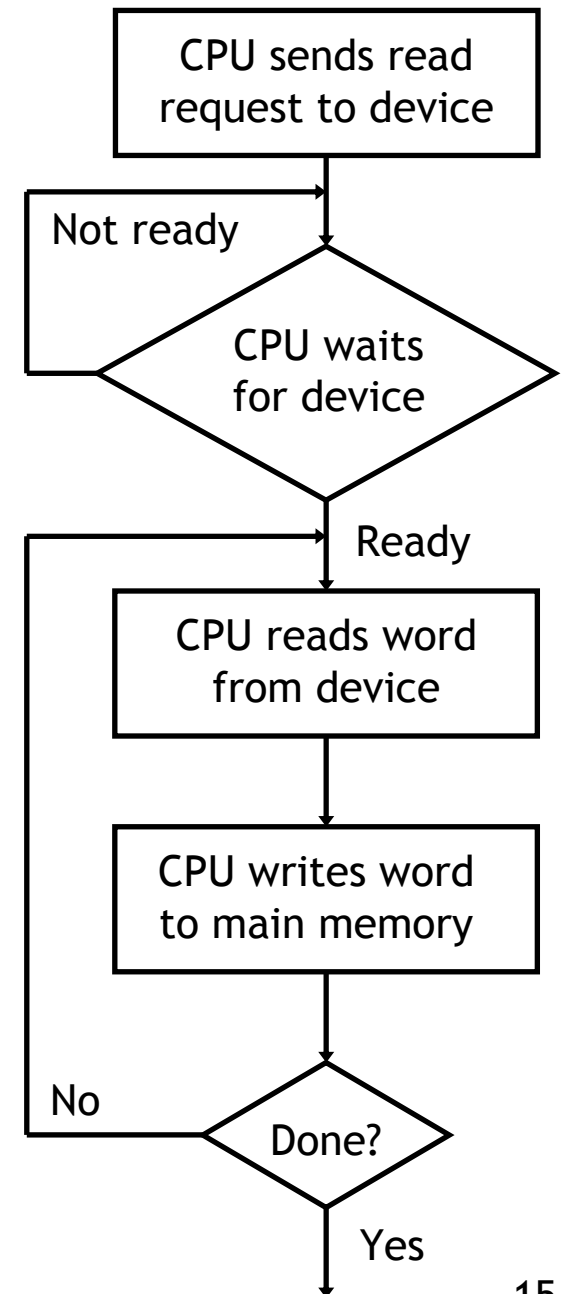 CPU sends read
request to device
Not ready
CPU waits
for device
Ready
CPU reads word
from device
CPU writes word
to main memory
No
Done?
Yes
15